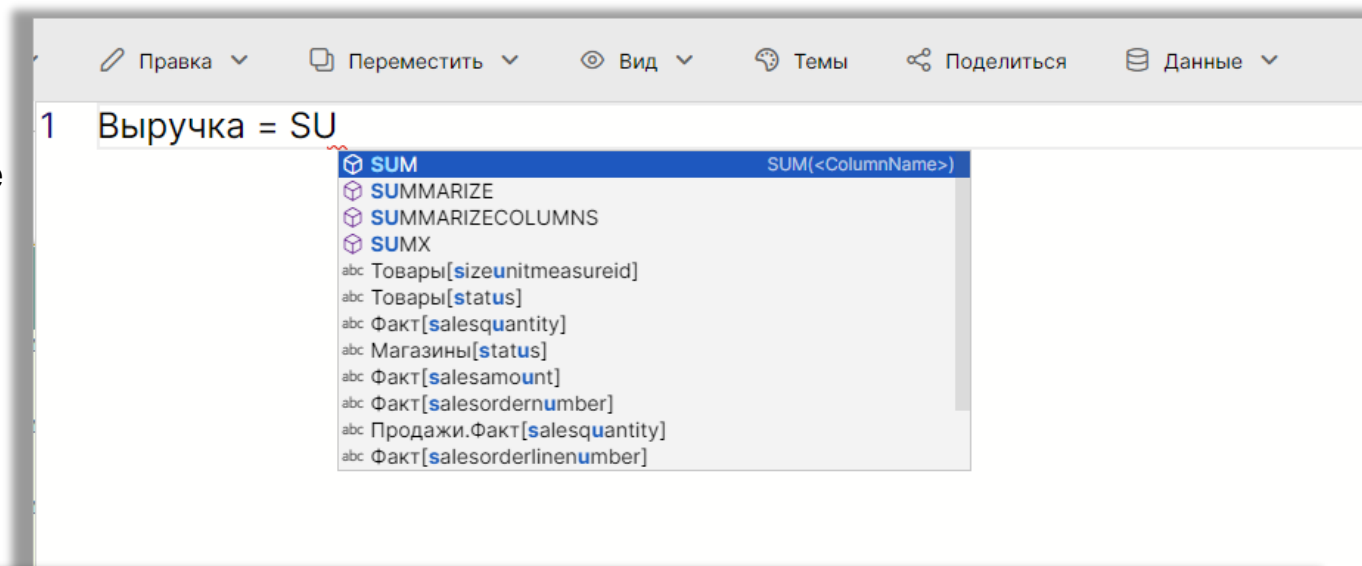 Правка Переместить Вид Темы Поделиться Данные
1 Выручка = SU
SUM SUM(<ColumnName>)
SUMMARIZE
SUMMARIZECOLUMNS
SUMX
abc Товары[sizeunitmeasureid]
abc Товары[status]
abc Факт[salesquantity]
abc Магазины[status]
abc Факт[salesamount]
abc Факт[salesordernumber]
abc Продажи.Факт[salesquantity]
abc Факт[salesorderlinenumber]